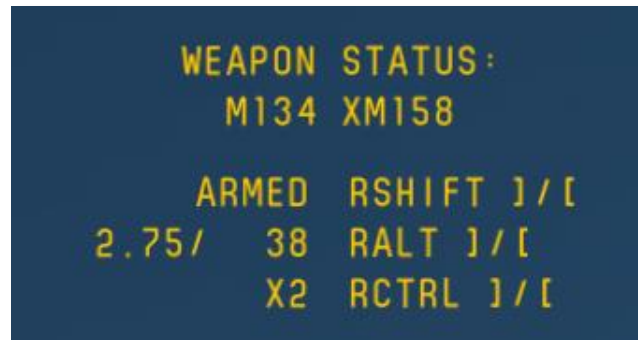 WEAPON STATUS:
M134 XM158
ARMED RSHIFT ]/[
2.75/ 38 RALT ]/[
X2 RCTRL ]/[